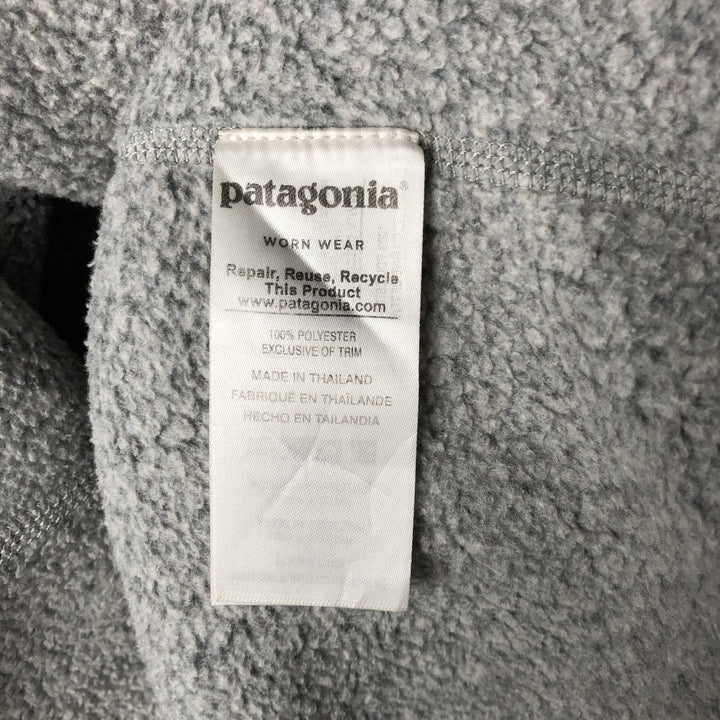 patagonia®
WORN WEAR
Repair, Reuse, Recycle
This Product
www.patagonia.com
100% POLYESTER
EXCLUSIVE OF TRIM
MADE IN THAILAND
FABRIQUÉ EN THAÏLANDE
HECHO EN TAILANDIA